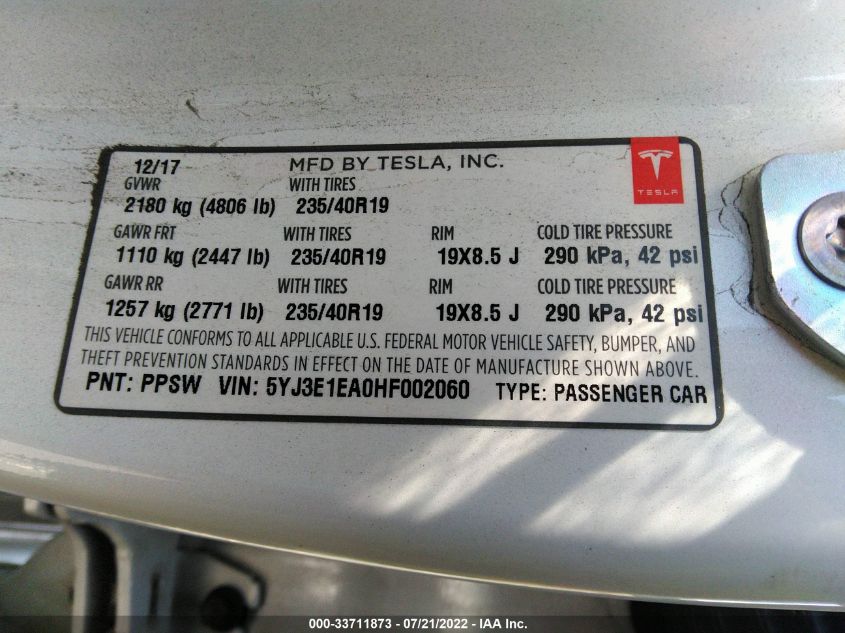 12/17 MFD BY TESLA, INC.
GVWR WITH TIRES
2180 kg (4806 lb) 235/40R19
TESLA
GAWR FRT WITH TIRES RIM COLD TIRE PRESSURE
1110 kg (2447 lb) 235/40R19 19X8.5 J 290 kPa, 42 psi
GAWR RR WITH TIRES RIM COLD TIRE PRESSURE
1257 kg (2771 lb) 235/40R19 19X8.5 J 290 kPa, 42 psi
THIS VEHICLE CONFORMS TO ALL APPLICABLE U.S. FEDERAL MOTOR VEHICLE SAFETY, BUMPER, AND
THEFT PREVENTION STANDARDS IN EFFECT ON THE DATE OF MANUFACTURE SHOWN ABOVE.
PNT: PPSW VIN: 5YJ3E1EA0HF002060 TYPE: PASSENGER CAR
000-33711873 - 07/21/2022 - IAA Inc.